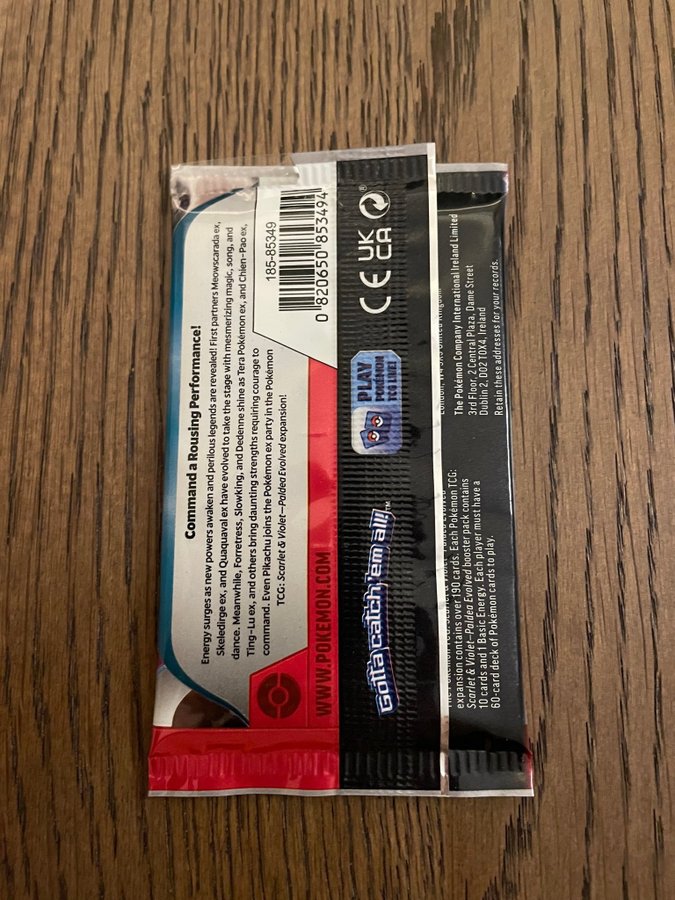 Command a Rousing Performance!
Energy surges as new powers awaken and perilous legends are revealed! First partners Meowscarada ex,
Skeledirge ex, and Quaquaval ex have evolved to take the stage with mesmerizing magic, song, and
dance. Meanwhile, Forretress, Slowking, and Dedenne shine as Tera Pokémon ex, and Chien-Pao ex,
Ting-Lu ex, and others bring daunting strengths requiring courage to
command. Even Pikachu joins the Pokémon ex party in the Pokémon
TCG: Scarlet & Violet—Paldea Evolved expansion!
185-85349
0 820650 853494
WWW.POKEMON.COM
Gotta catch 'em all!™
PLAY
POKÉMON
TOGETHER
CE UK
CA
®
expansion contains over 190 cards. Each Pokémon TCG:
Scarlet & Violet—Paldea Evolved booster pack contains
10 cards and 1 Basic Energy. Each player must have a
60-card deck of Pokémon cards to play.
The Pokémon Company International Ireland Limited
3rd Floor, 2 Central Plaza, Dame Street
Dublin 2, D02 T0X4, Ireland
Retain these addresses for your records.